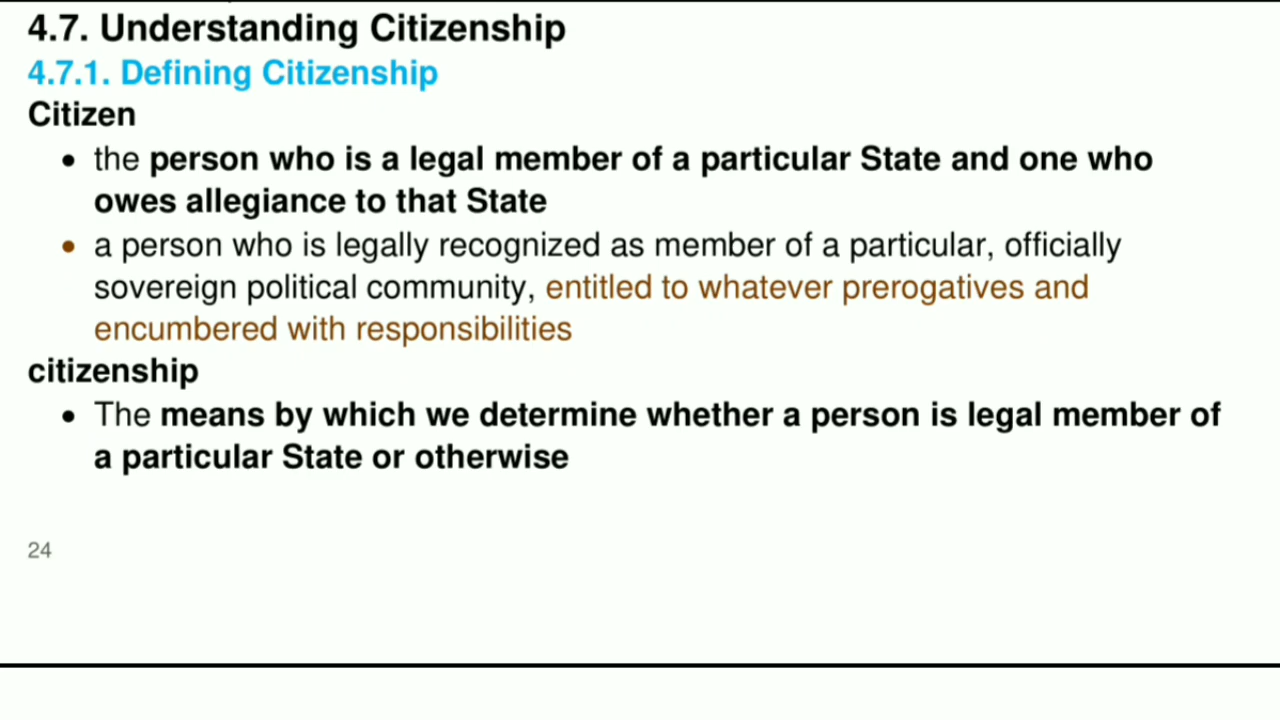 4.7. Understanding Citizenship
4.7.1. Defining Citizenship
Citizen
• the person who is a legal member of a particular State and one who
owes allegiance to that State
• a person who is legally recognized as member of a particular, officially
sovereign political community, entitled to whatever prerogatives and
encumbered with responsibilities
citizenship
• The means by which we determine whether a person is legal member of
a particular State or otherwise
24